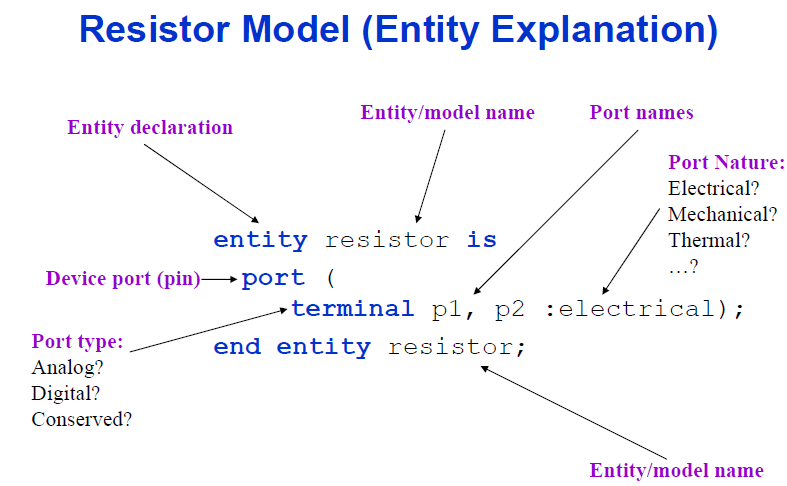 Resistor Model (Entity Explanation)
Entity declaration
Entity/model name
Port names
Port Nature:
Electrical?
Mechanical?
Thermal?
…?
entity resistor is
Device port (pin)
port (
terminal p1, p2 :electrical);
Port type:
Analog?
Digital?
Conserved?
end entity resistor;
Entity/model name